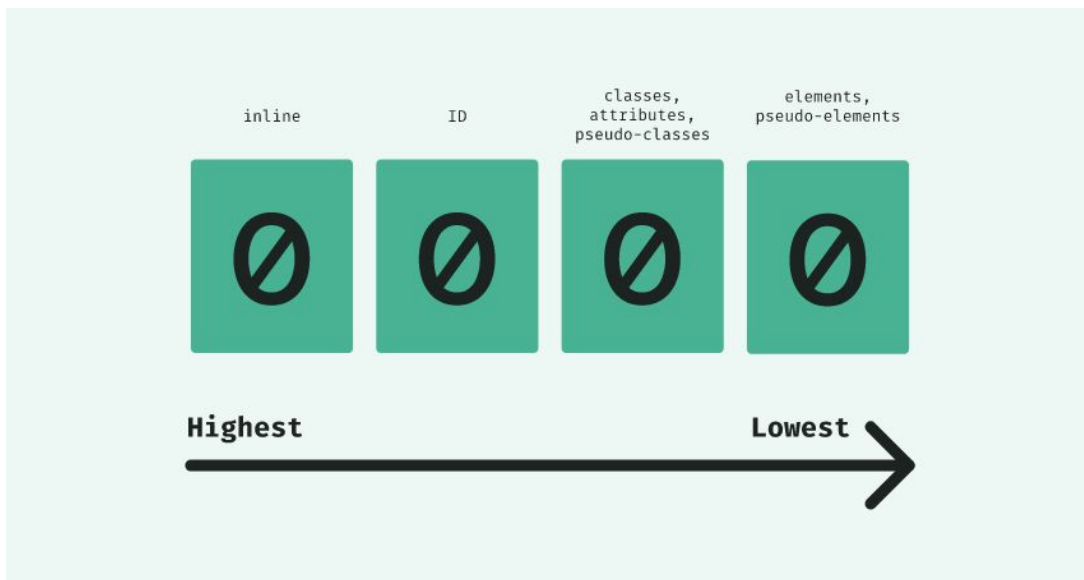 inline
ID
classes,
attributes,
pseudo-classes
elements,
pseudo-elements
0
0
0
0
Highest
Lowest